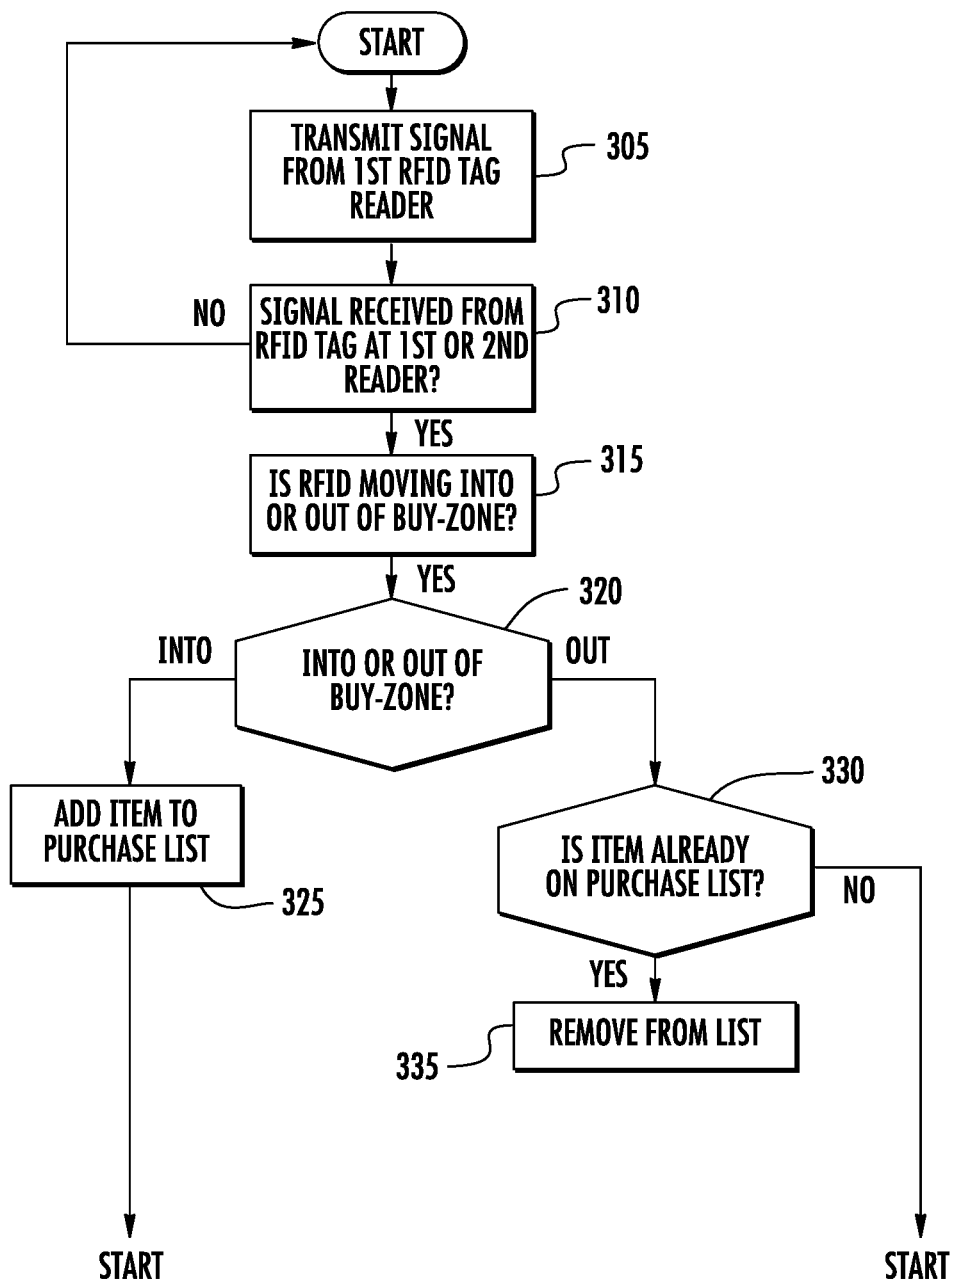 START
TRANSMIT SIGNAL
FROM 1ST RFID TAG
READER
305
SIGNAL RECEIVED FROM
RFID TAG AT 1ST OR 2ND
READER?
310
NO
YES
IS RFID MOVING INTO
OR OUT OF BUY-ZONE?
315
YES
320
INTO
INTO OR OUT OF
BUY-ZONE?
OUT
ADD ITEM TO
PURCHASE LIST
325
330
IS ITEM ALREADY
ON PURCHASE LIST?
NO
YES
REMOVE FROM LIST
335
START
START